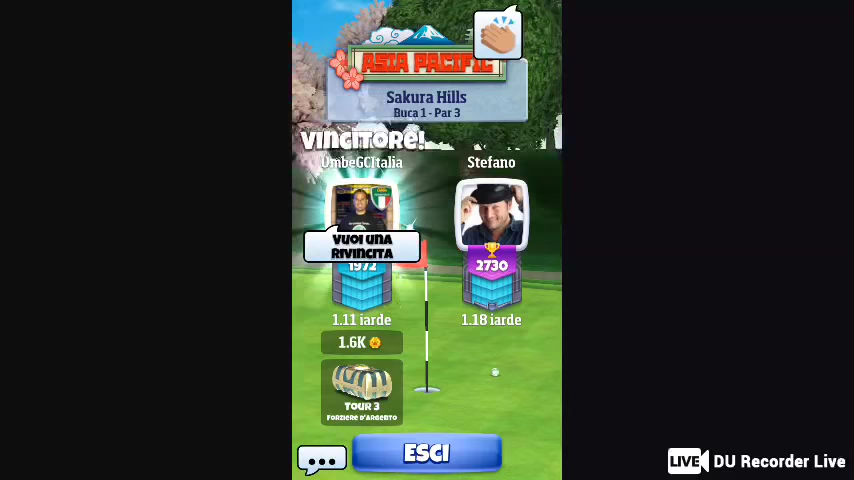 ASIA PACIFIC
Sakura Hills
Buca 1 - Par 3
VINCITORE!
UmbeGCItalia
Stefano
VUOI UNA
RIVINCITA
1972
2730
1.11 iarde
1.18 iarde
1.6K
TOUR 3
FORZIERE D'ARGENTO
ESCI
LIVE DU Recorder Live